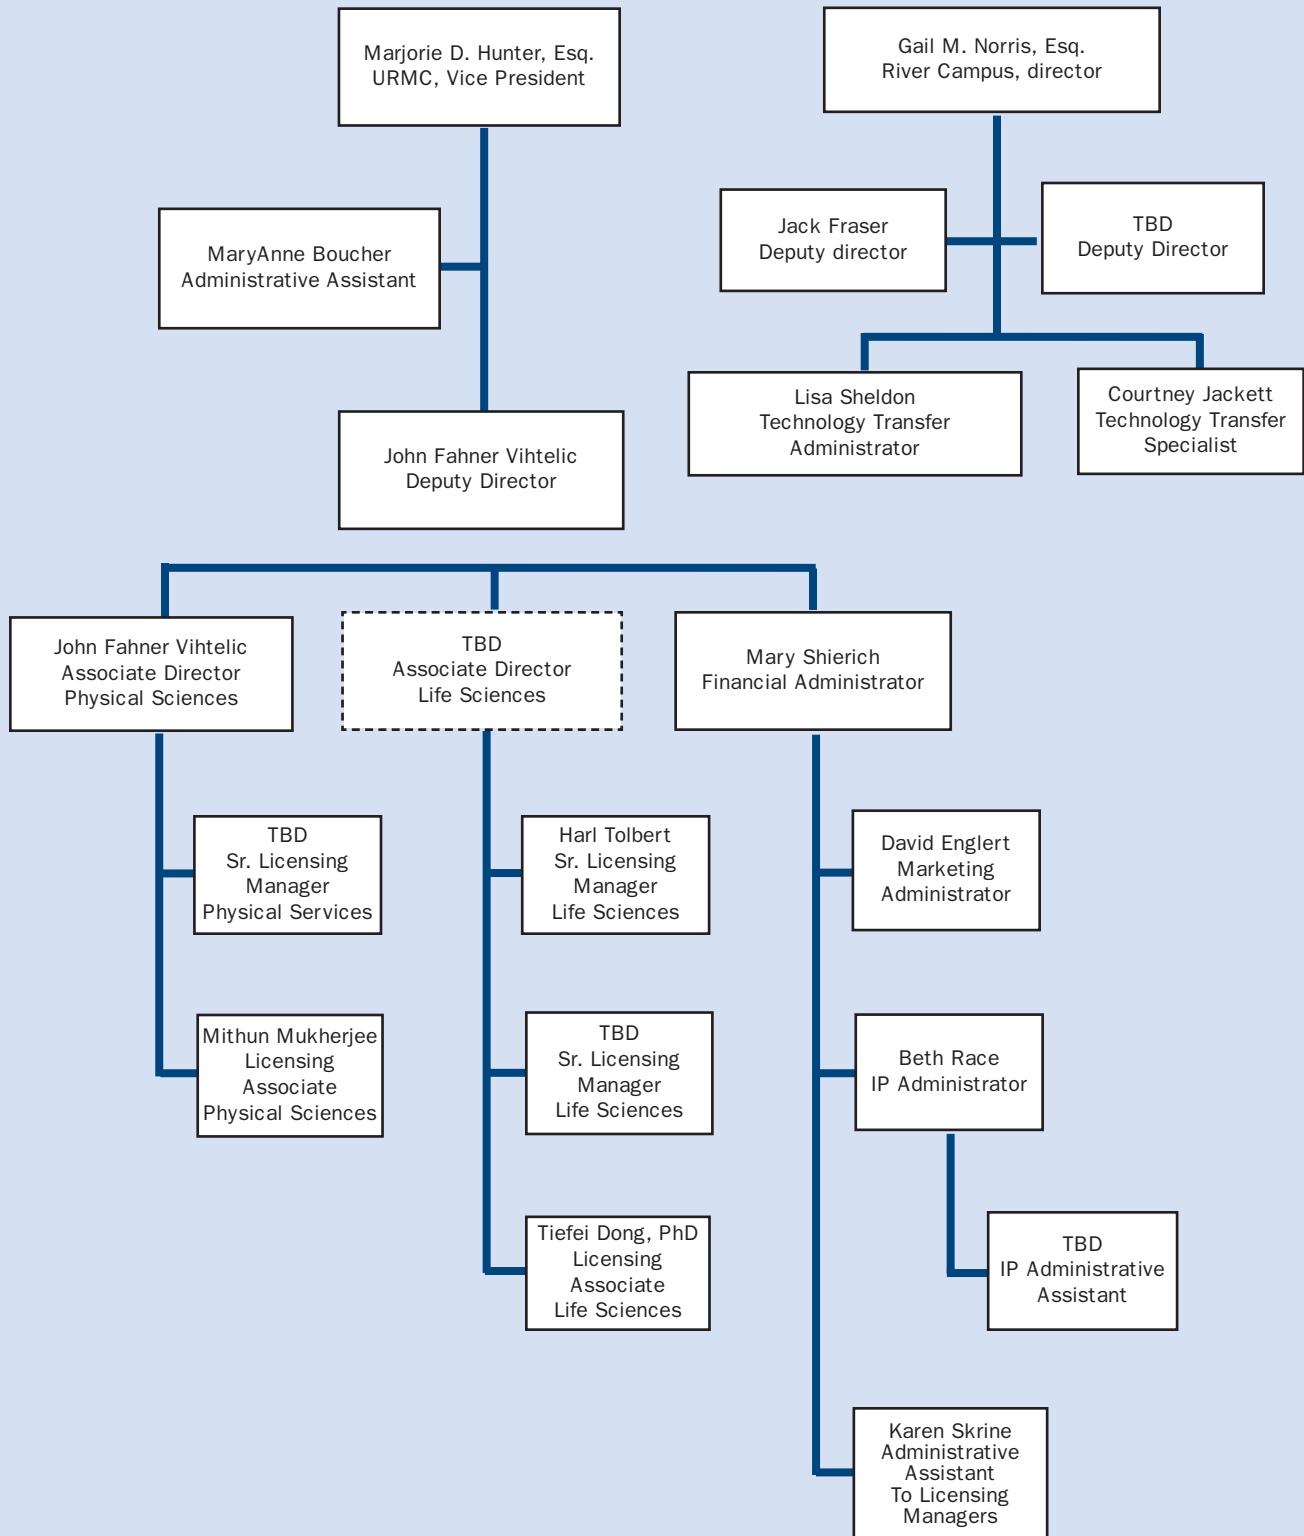 Marjorie D. Hunter, Esq.
URMC, Vice President
Gail M. Norris, Esq.
River Campus, director
MaryAnne Boucher
Administrative Assistant
Jack Fraser
Deputy director
TBD
Deputy Director
John Fahner Vihtelic
Deputy Director
Lisa Sheldon
Technology Transfer
Administrator
Courtney Jackett
Technology Transfer
Specialist
John Fahner Vihtelic
Associate Director
Physical Sciences
TBD
Associate Director
Life Sciences
Mary Shierich
Financial Administrator
TBD
Sr. Licensing
Manager
Physical Services
Harl Tolbert
Sr. Licensing
Manager
Life Sciences
David Englert
Marketing
Administrator
Mithun Mukherjee
Licensing
Associate
Physical Sciences
TBD
Sr. Licensing
Manager
Life Sciences
Beth Race
IP Administrator
Tiefei Dong, PhD
Licensing
Associate
Life Sciences
TBD
IP Administrative
Assistant
Karen Skrine
Administrative
Assistant
To Licensing
Managers